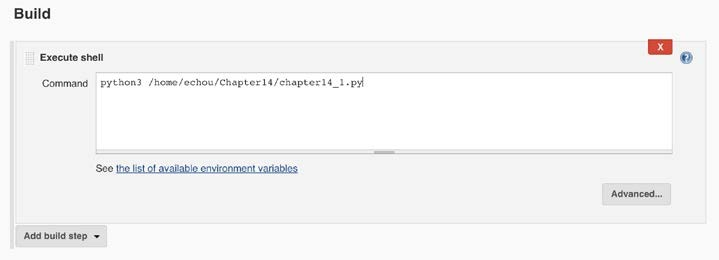 Build
X
Execute shell
Command
python3 /home/echou/Chapter14/chapter14_1.py
See the list of available environment variables
Advanced...
Add build step